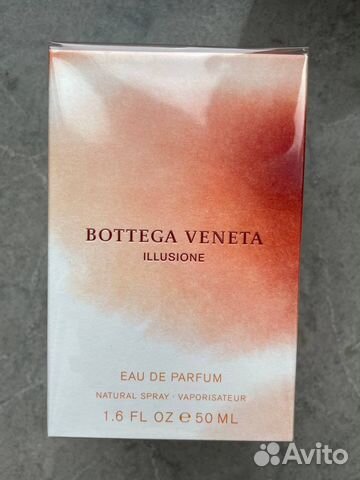 BOTTEGA VENETA
ILLUSIONE
EAU DE PARFUM
NATURAL SPRAY · VAPORISATEUR
1.6 FL OZ ℮ 50 ML
Avito